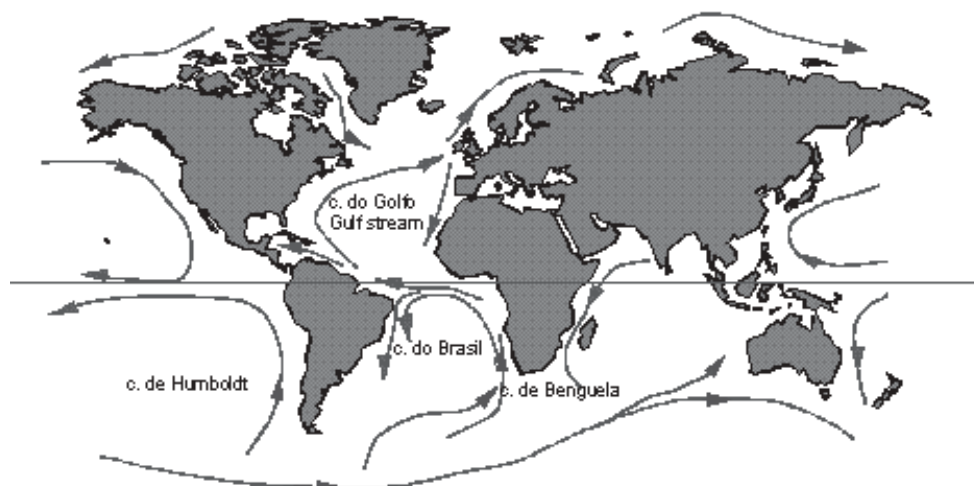 c. do Golfo
Gulf stream
c. do Brasil
c. de Humboldt
c. de Benguela